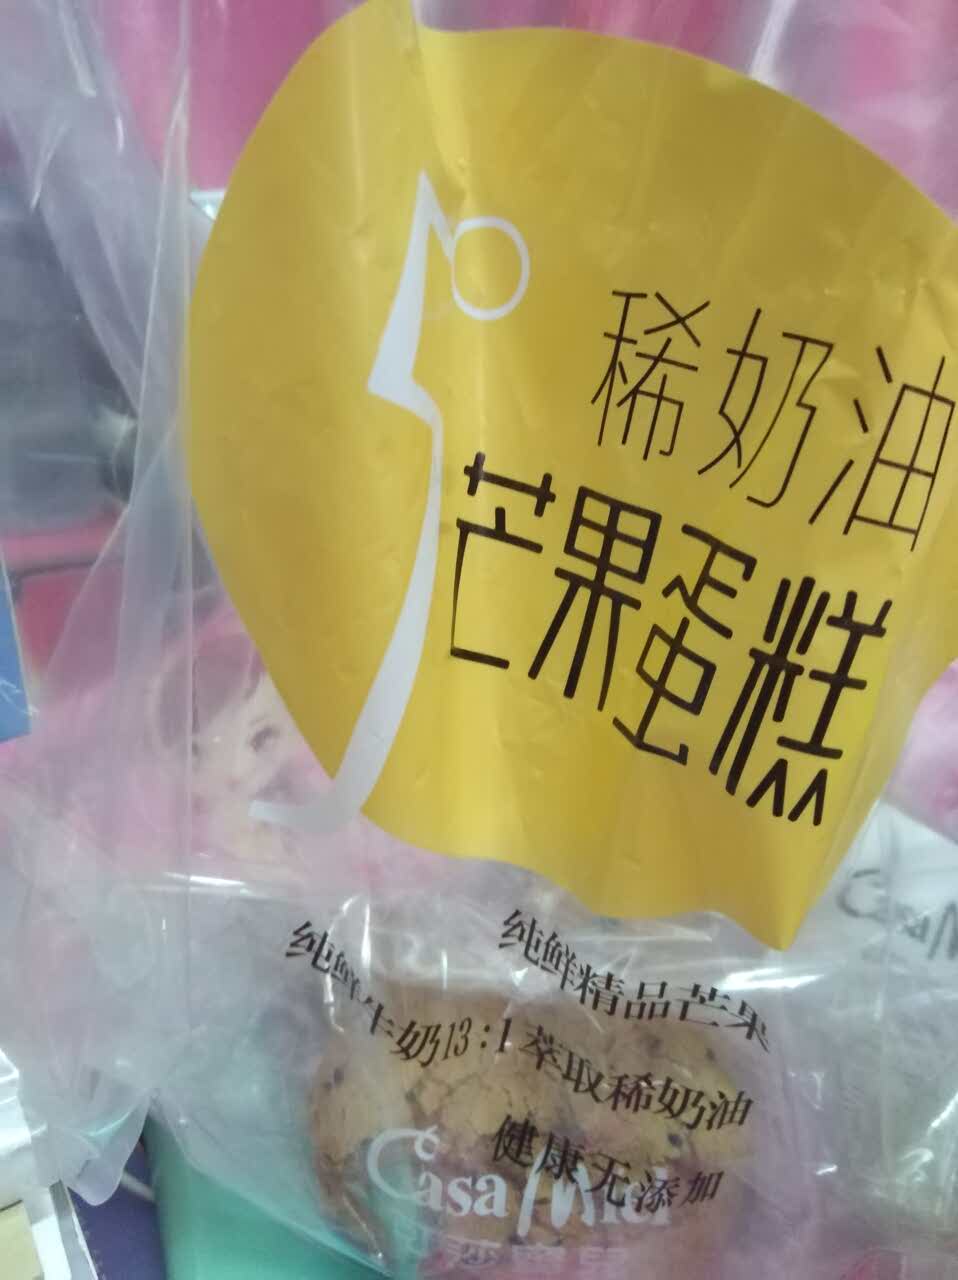 稀奶油
芒果蛋糕
纯鲜精品芒果
纯鲜牛奶13:1萃取稀奶油
健康无添加
Casa Miel